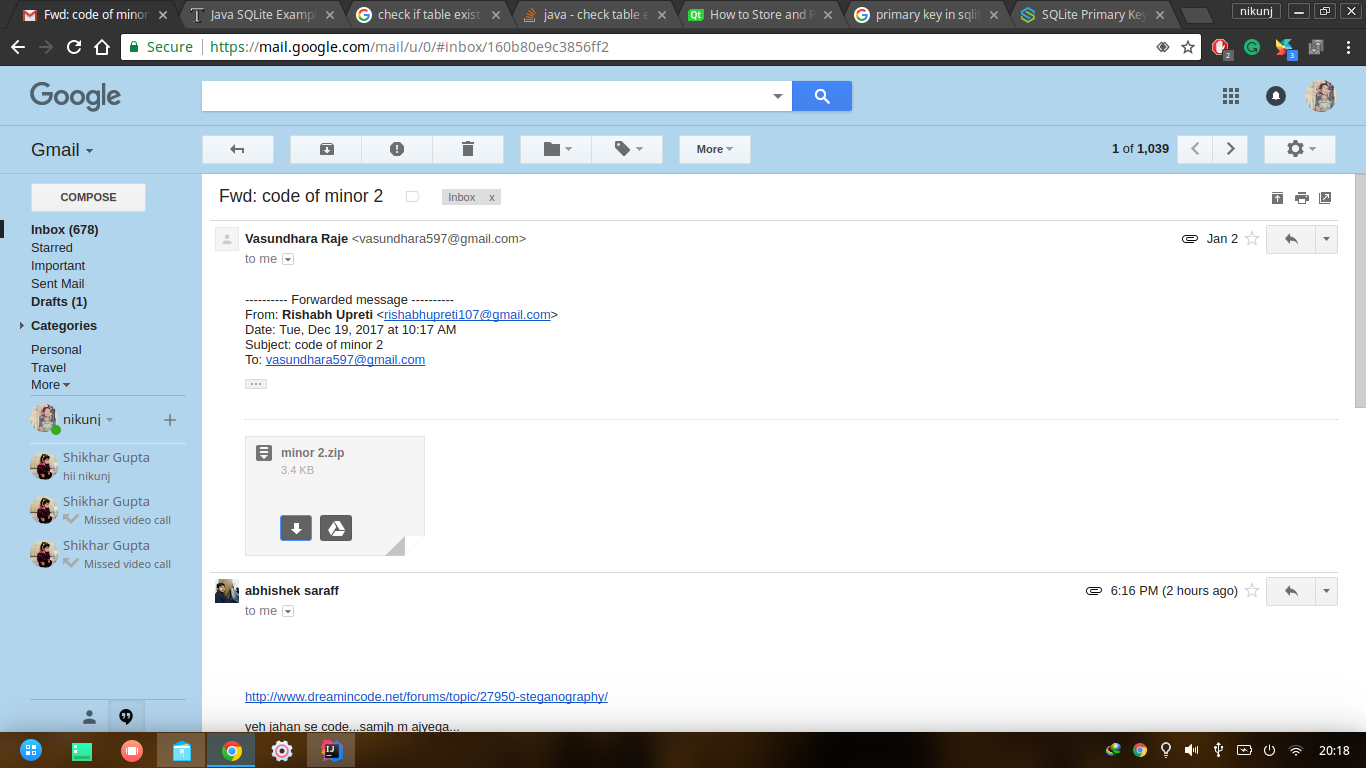 Fwd: code of minor
Java SQLite Exampl
check if table exist
java - check table e
How to Store and R
primary key in sqlit
SQLite Primary Key
nikunj
Secure https://mail.google.com/mail/u/0/#inbox/160b80e9c3856ff2
2
3
Google
Gmail
More
1 of 1,039
COMPOSE
Inbox (678)
Starred
Important
Sent Mail
Drafts (1)
Categories
Personal
Travel
More
nikunj
Shikhar Gupta
hii nikunj
Shikhar Gupta
Missed video call
Shikhar Gupta
Missed video call
Fwd: code of minor 2
Inbox x
Vasundhara Raje <vasundhara597@gmail.com>
Jan 2
to me
---------- Forwarded message ----------
From: Rishabh Upreti <rishabhupreti107@gmail.com>
Date: Tue, Dec 19, 2017 at 10:17 AM
Subject: code of minor 2
To: vasundhara597@gmail.com
minor 2.zip
3.4 KB
abhishek saraff
6:16 PM (2 hours ago)
to me
http://www.dreamincode.net/forums/topic/27950-steganography/
yeh jahan se code...samjh m ajyega...
IJ
20:18